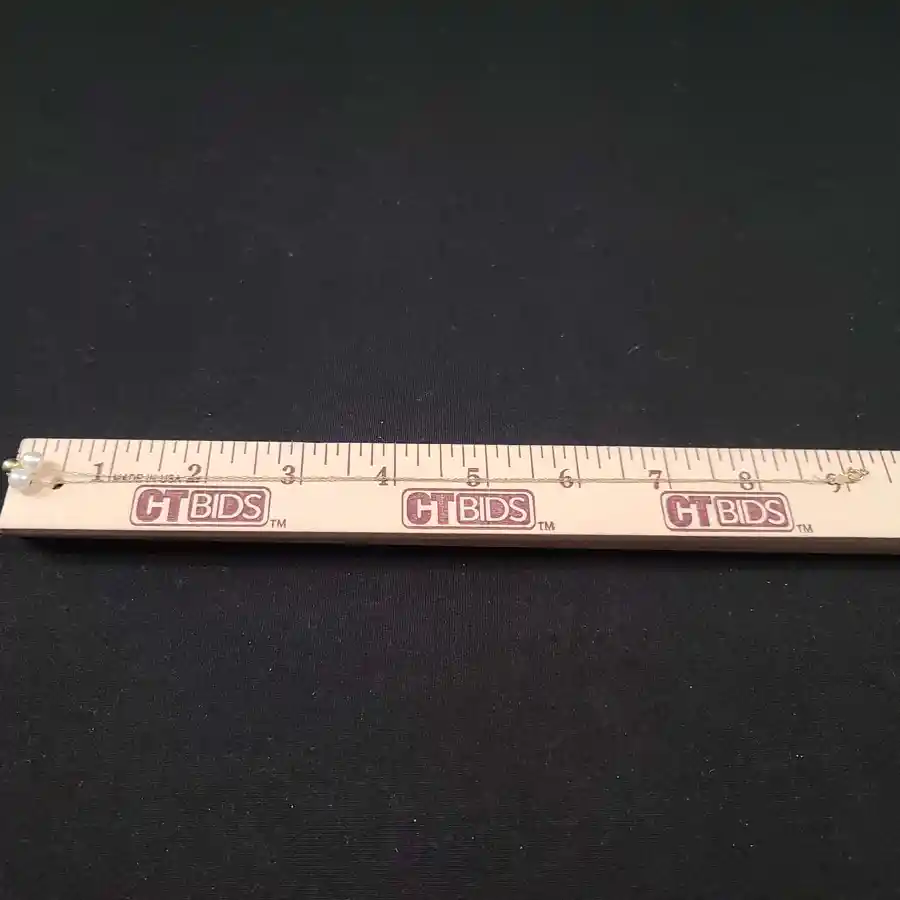 1 2 3 4 5 6 7 8 9
MADE IN USA
CTBIDS™ CTBIDS™ CTBIDS™